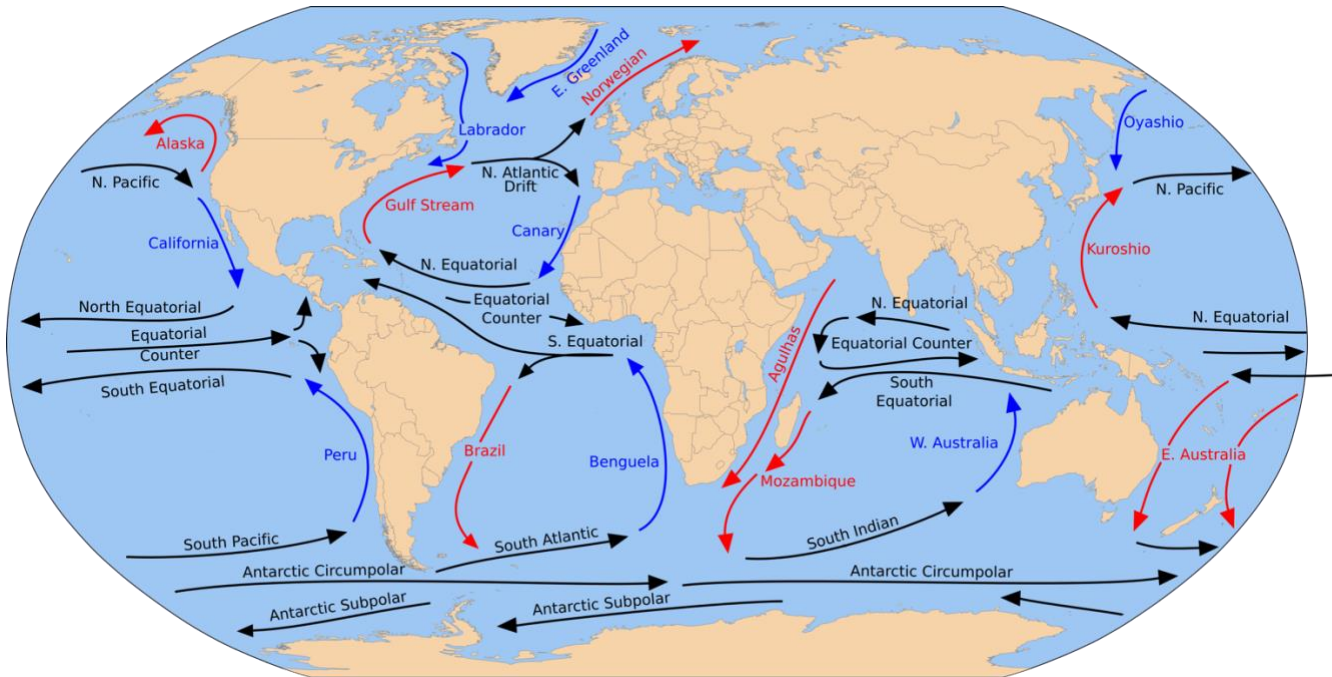 E. Greenland
Norwegian
Labrador
Oyashio
Alaska
N. Pacific
N. Atlantic
Drift
N. Pacific
Gulf Stream
California
Canary
Kuroshio
N. Equatorial
North Equatorial
Equatorial
Counter
N. Equatorial
N. Equatorial
Equatorial
Counter
S. Equatorial
Equatorial Counter
South Equatorial
Agulhas
South
Equatorial
Peru
Brazil
Benguela
W. Australia
E. Australia
Mozambique
South Pacific
South Atlantic
South Indian
Antarctic Circumpolar
Antarctic Circumpolar
Antarctic Subpolar
Antarctic Subpolar